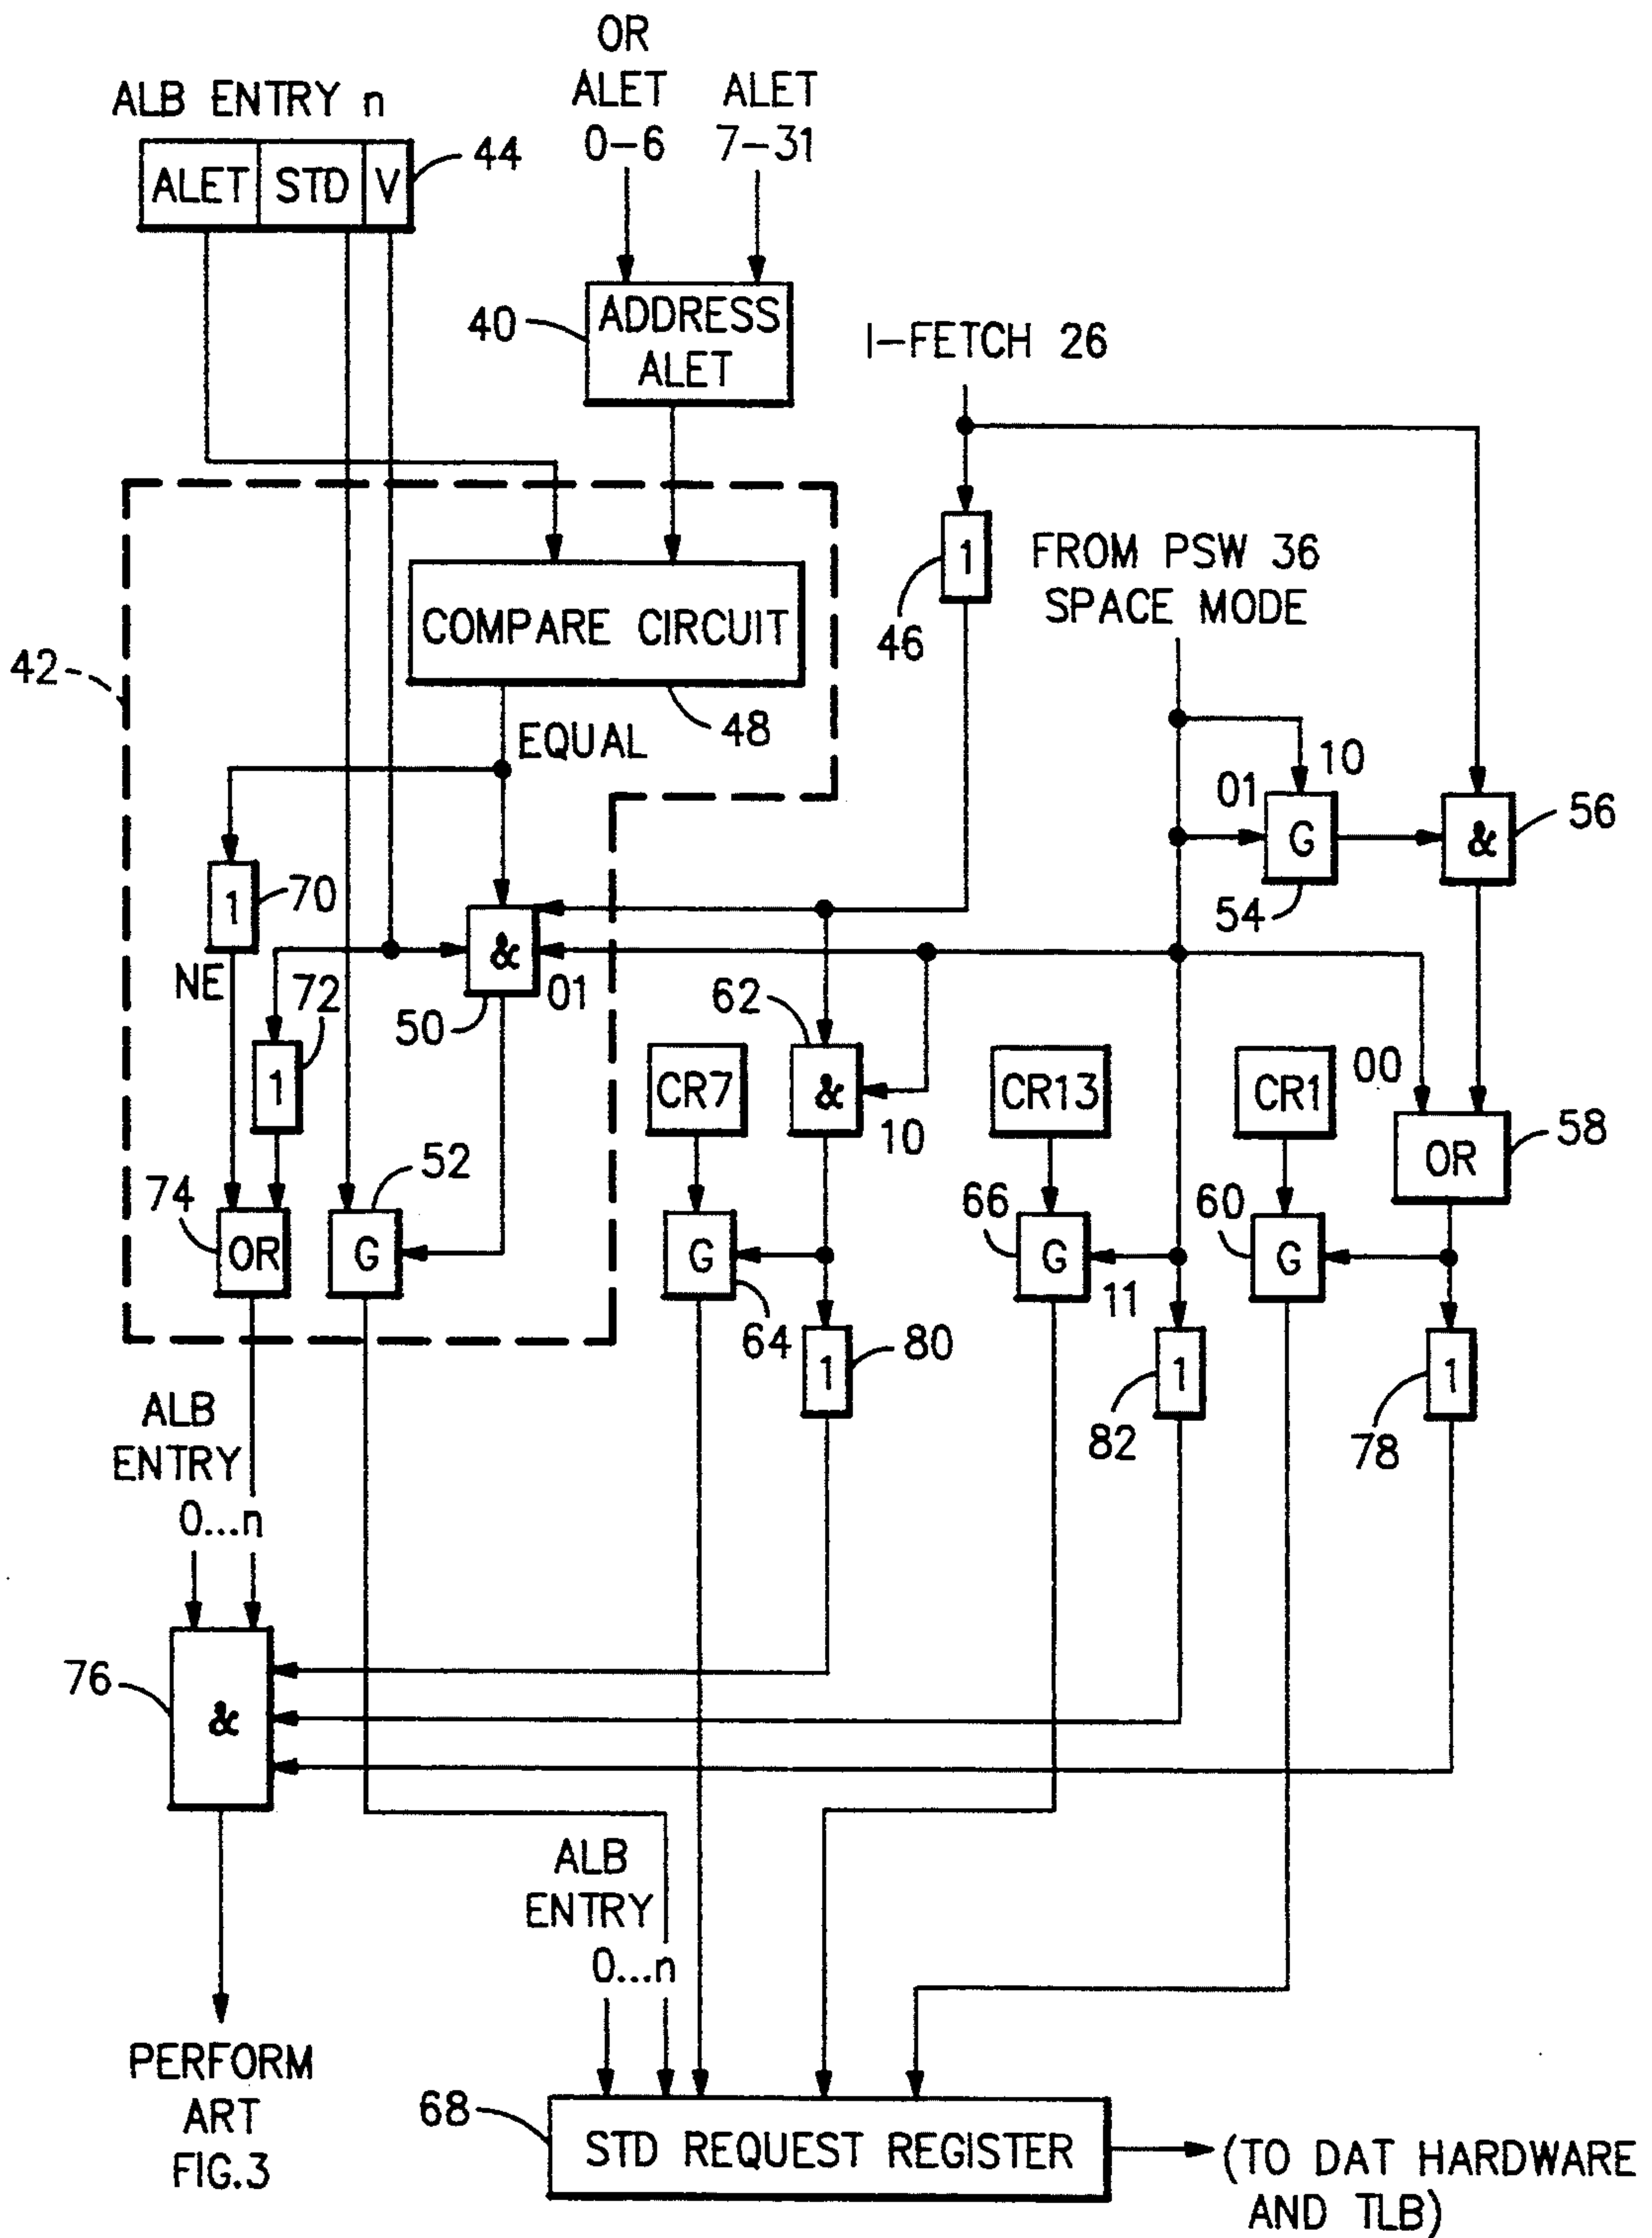 OR
ALET
0-6
ALET
7-31
ALB ENTRY n
ALET STD V
44
40
ADDRESS
ALET
I-FETCH 26
1
46
FROM PSW 36
SPACE MODE
42
COMPARE CIRCUIT
48
EQUAL
10
01
G
54
&
56
1
70
NE
72
1
&
01
50
62
CR7
&
10
CR13
CR1
00
OR
58
74
OR
52
G
G
64
66
G
11
60
G
1
80
1
82
1
78
ALB
ENTRY
0...n
76
&
ALB
ENTRY
0...n
PERFORM
ART
FIG.3
68
STD REQUEST REGISTER
(TO DAT HARDWARE
AND TLB)